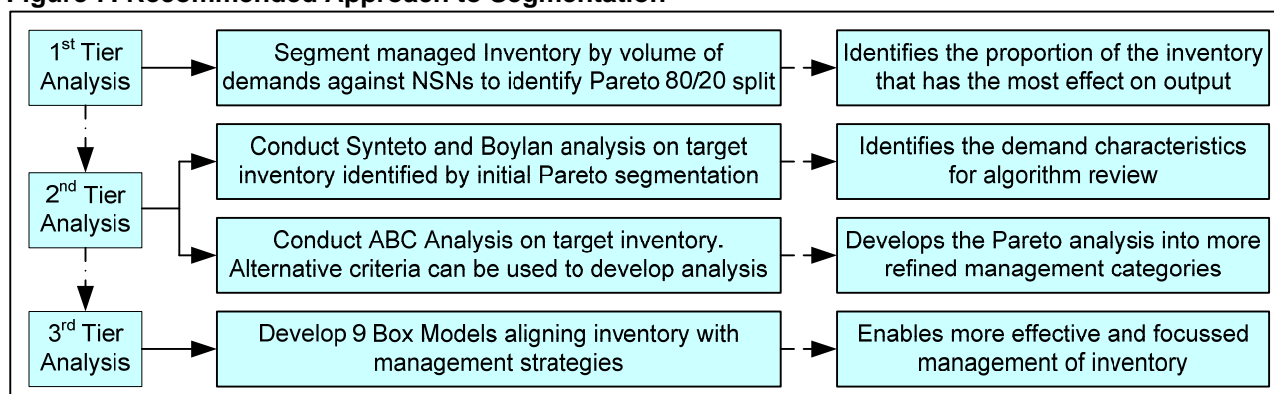 Figure Recommended Approach to Segmentation
1st Tier
Analysis
Segment managed Inventory by volume of
demands against NSNs to identify Pareto 80/20 split
Identifies the proportion of the inventory
that has the most effect on output
2nd Tier
Analysis
Conduct Synteto and Boylan analysis on target
inventory identified by initial Pareto segmentation
Identifies the demand characteristics
for algorithm review
Conduct ABC Analysis on target inventory.
Alternative criteria can be used to develop analysis
Develops the Pareto analysis into more
refined management categories
3rd Tier
Analysis
Develop 9 Box Models aligning inventory with
management strategies
Enables more effective and focussed
management of inventory